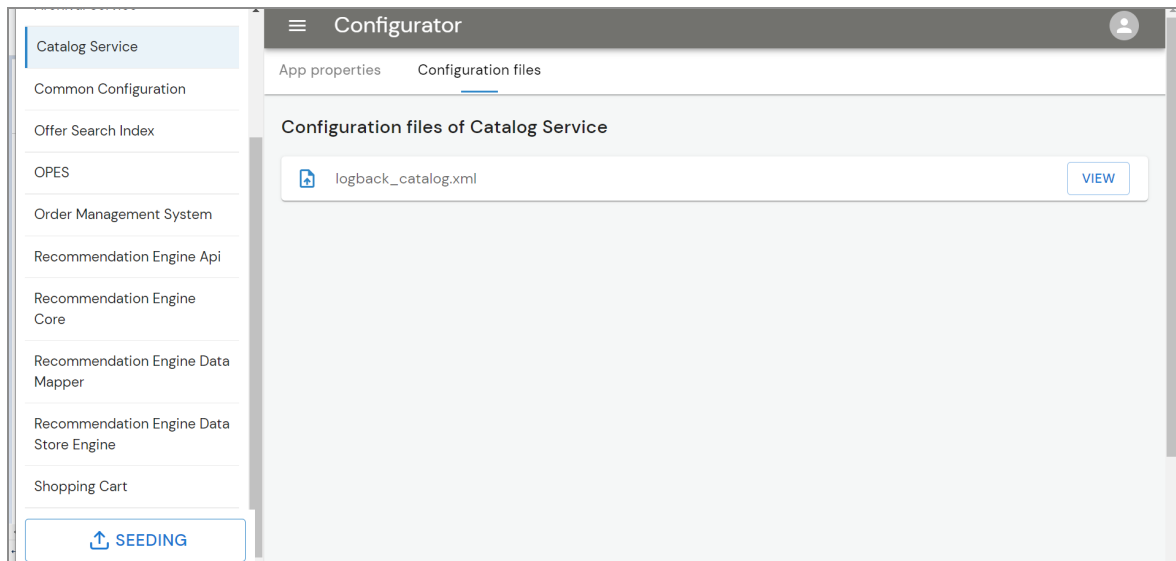 Catalog Service
Common Configuration
Offer Search Index
OPES
Order Management System
Recommendation Engine Api
Recommendation Engine
Core
Recommendation Engine Data
Mapper
Recommendation Engine Data
Store Engine
Shopping Cart
SEEDING
Configurator
App properties
Configuration files
Configuration files of Catalog Service
logback_catalog.xml
VIEW